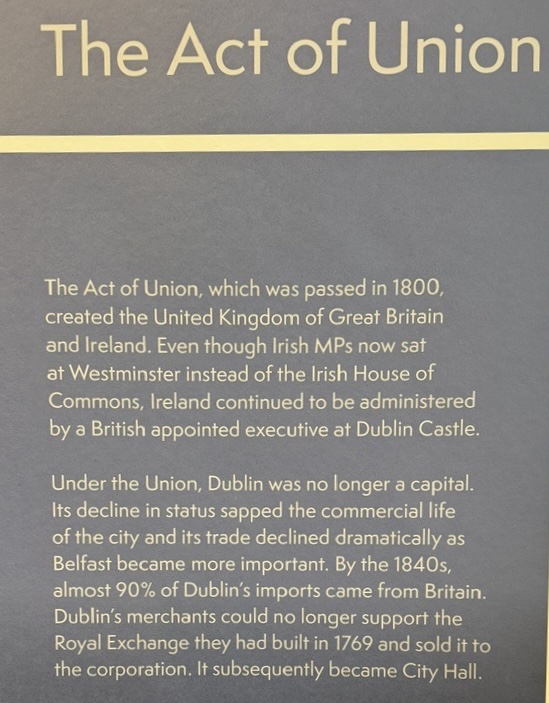 The Act of Union
The Act of Union, which was passed in 1800,
created the United Kingdom of Great Britain
and Ireland. Even though Irish MPs now sat
at Westminster instead of the Irish House of
Commons, Ireland continued to be administered
by a British appointed executive at Dublin Castle.
Under the Union, Dublin was no longer a capital.
Its decline in status sapped the commercial life
of the city and its trade declined dramatically as
Belfast became more important. By the 1840s,
almost 90% of Dublin's imports came from Britain.
Dublin's merchants could no longer support the
Royal Exchange they had built in 1769 and sold it to
the corporation. It subsequently became City Hall.